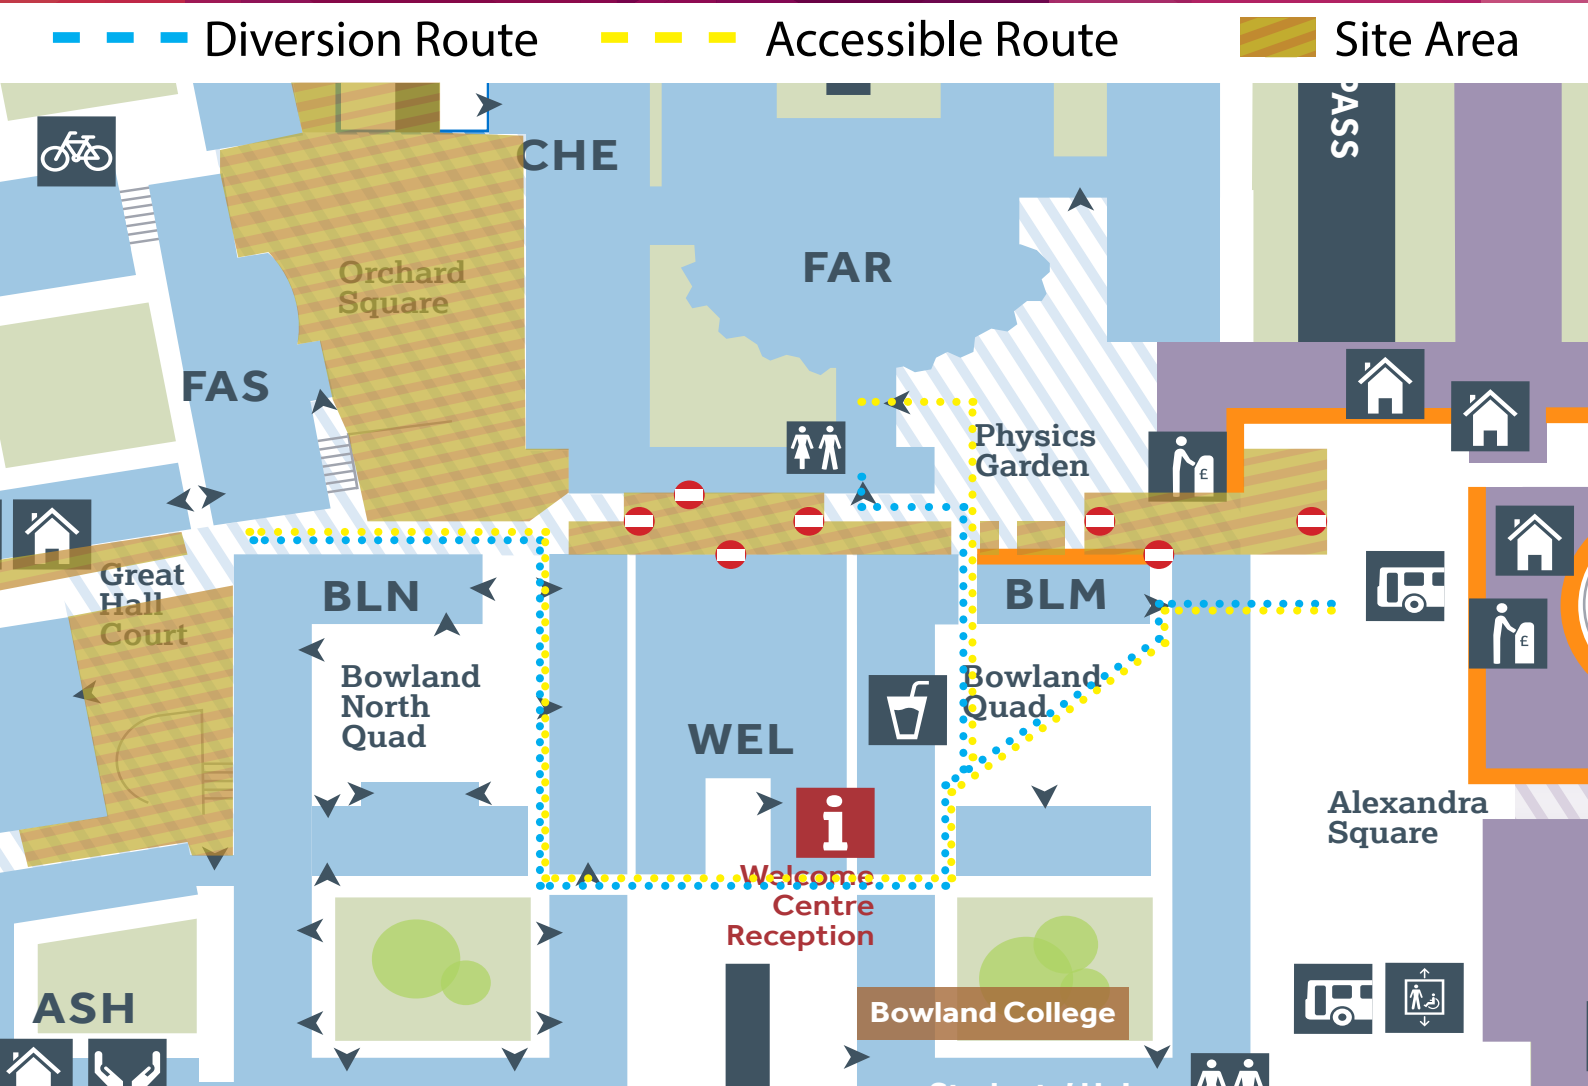 Diversion Route
Accessible Route
Site Area
PASS
CHE
FAR
Orchard
Square
FAS
Physics
Garden
£
Great
Hall
Court
BLN
BLM
£
Bowland
North
Quad
Bowland
Quad
WEL
i
Alexandra
Square
Welcome
Centre
Reception
ASH
Bowland College